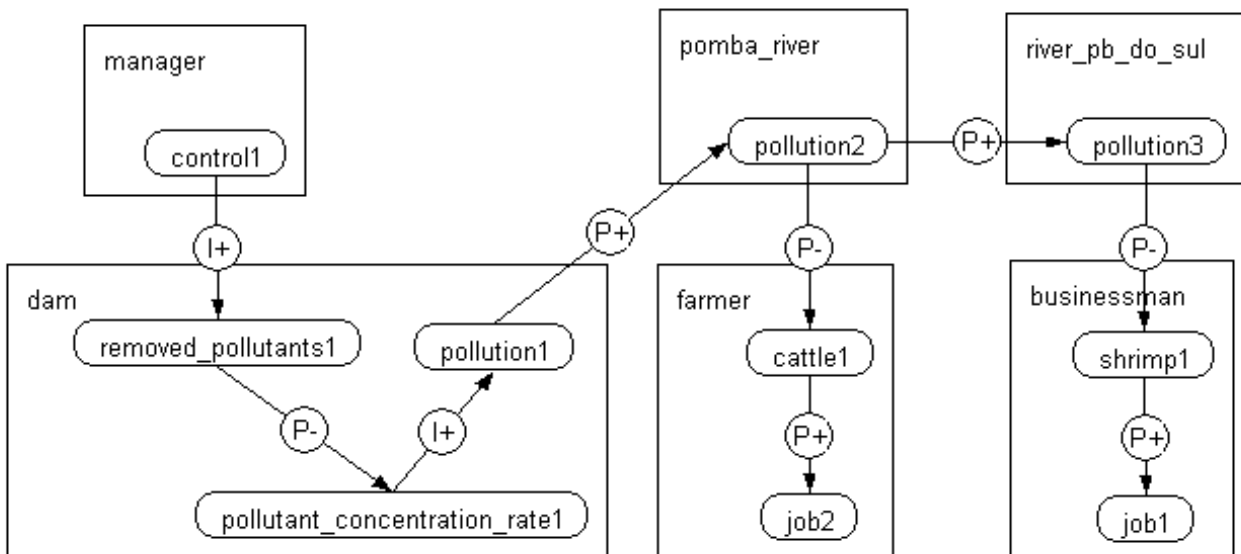 manager
control1
I+
dam
removed_pollutants1
P-
pollutant_concentration_rate1
I+
pollution1
P+
pomba_river
pollution2
P+
river_pb_do_sul
pollution3
P-
farmer
cattle1
P+
job2
P-
businessman
shrimp1
P+
job1